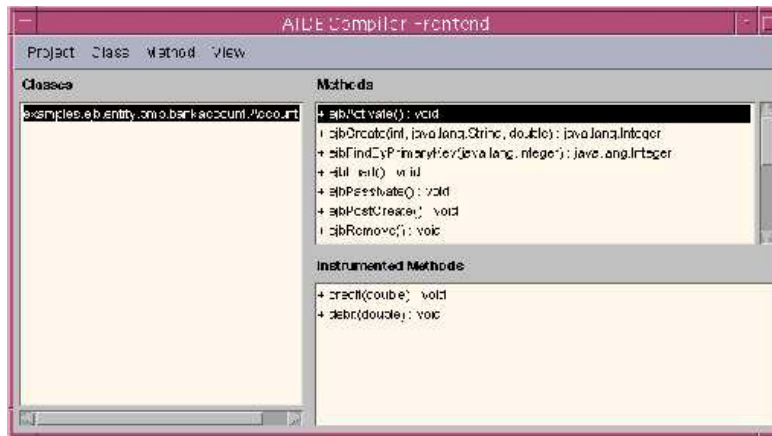 AIDE Compiler Frontend
Project Class Method View
Classes
Methods
examples.ejb.entity.bmp.bankaccount.Account
+ ejbActivate() : void
+ ejbCreate(int, java.lang.String, double) : java.lang.Integer
+ ejbFindByPrimaryKey(java.lang.Integer) : java.lang.Integer
+ ejbLoad() : void
+ ejbPassivate() : void
+ ejbPostCreate() : void
+ ejbRemove() : void
Instrumented Methods
+ credit(double) : void
+ debit(double) : void